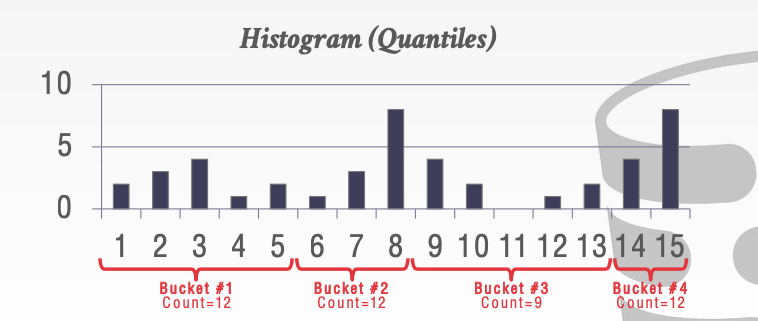 Histogram (Quantiles)
10
5
0
1 2 3 4 5 6 7 8 9 10 11 12 13 14 15
Bucket #1 Bucket #2 Bucket #3 Bucket #4
Count=12 Count=12 Count=9 Count=12